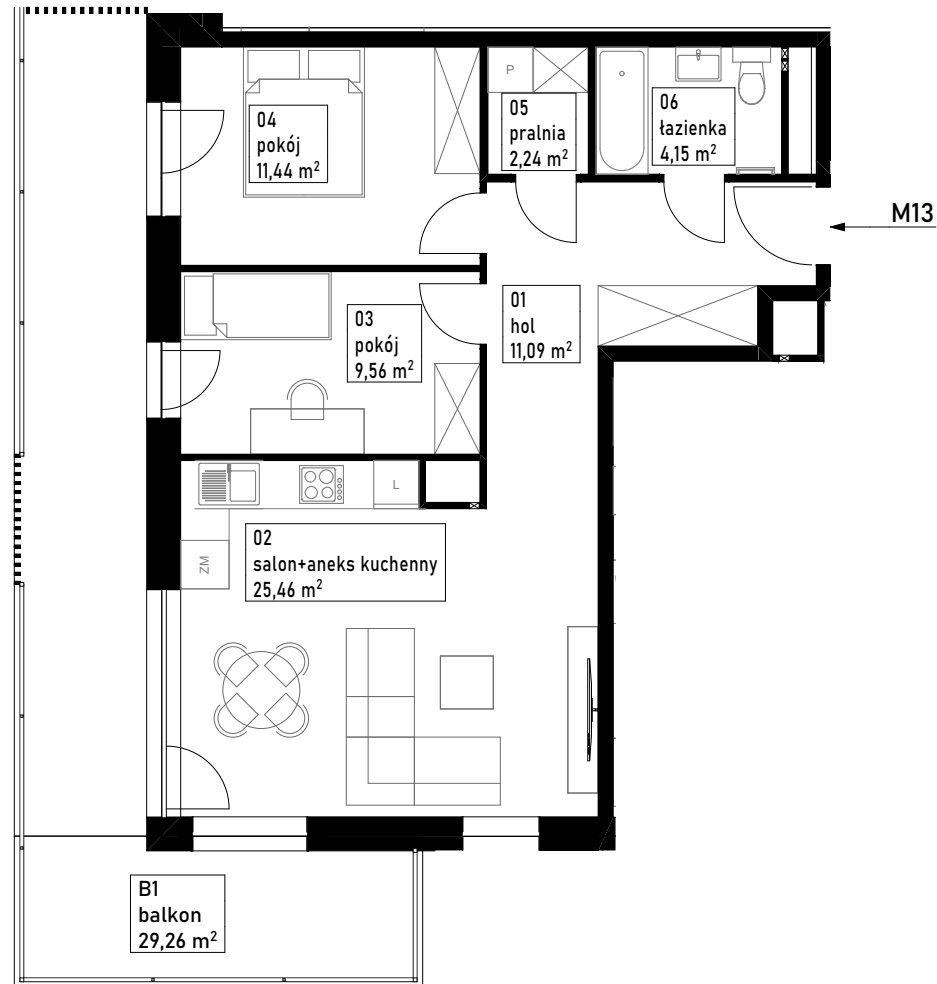 04
pokój
11,44 m²
P
05
pralnia
2,24 m²
06
łazienka
4,15 m²
M13
03
pokój
9,56 m²
01
hol
11,09 m²
L
ZM
02
salon+aneks kuchenny
25,46 m²
B1
balkon
29,26 m²